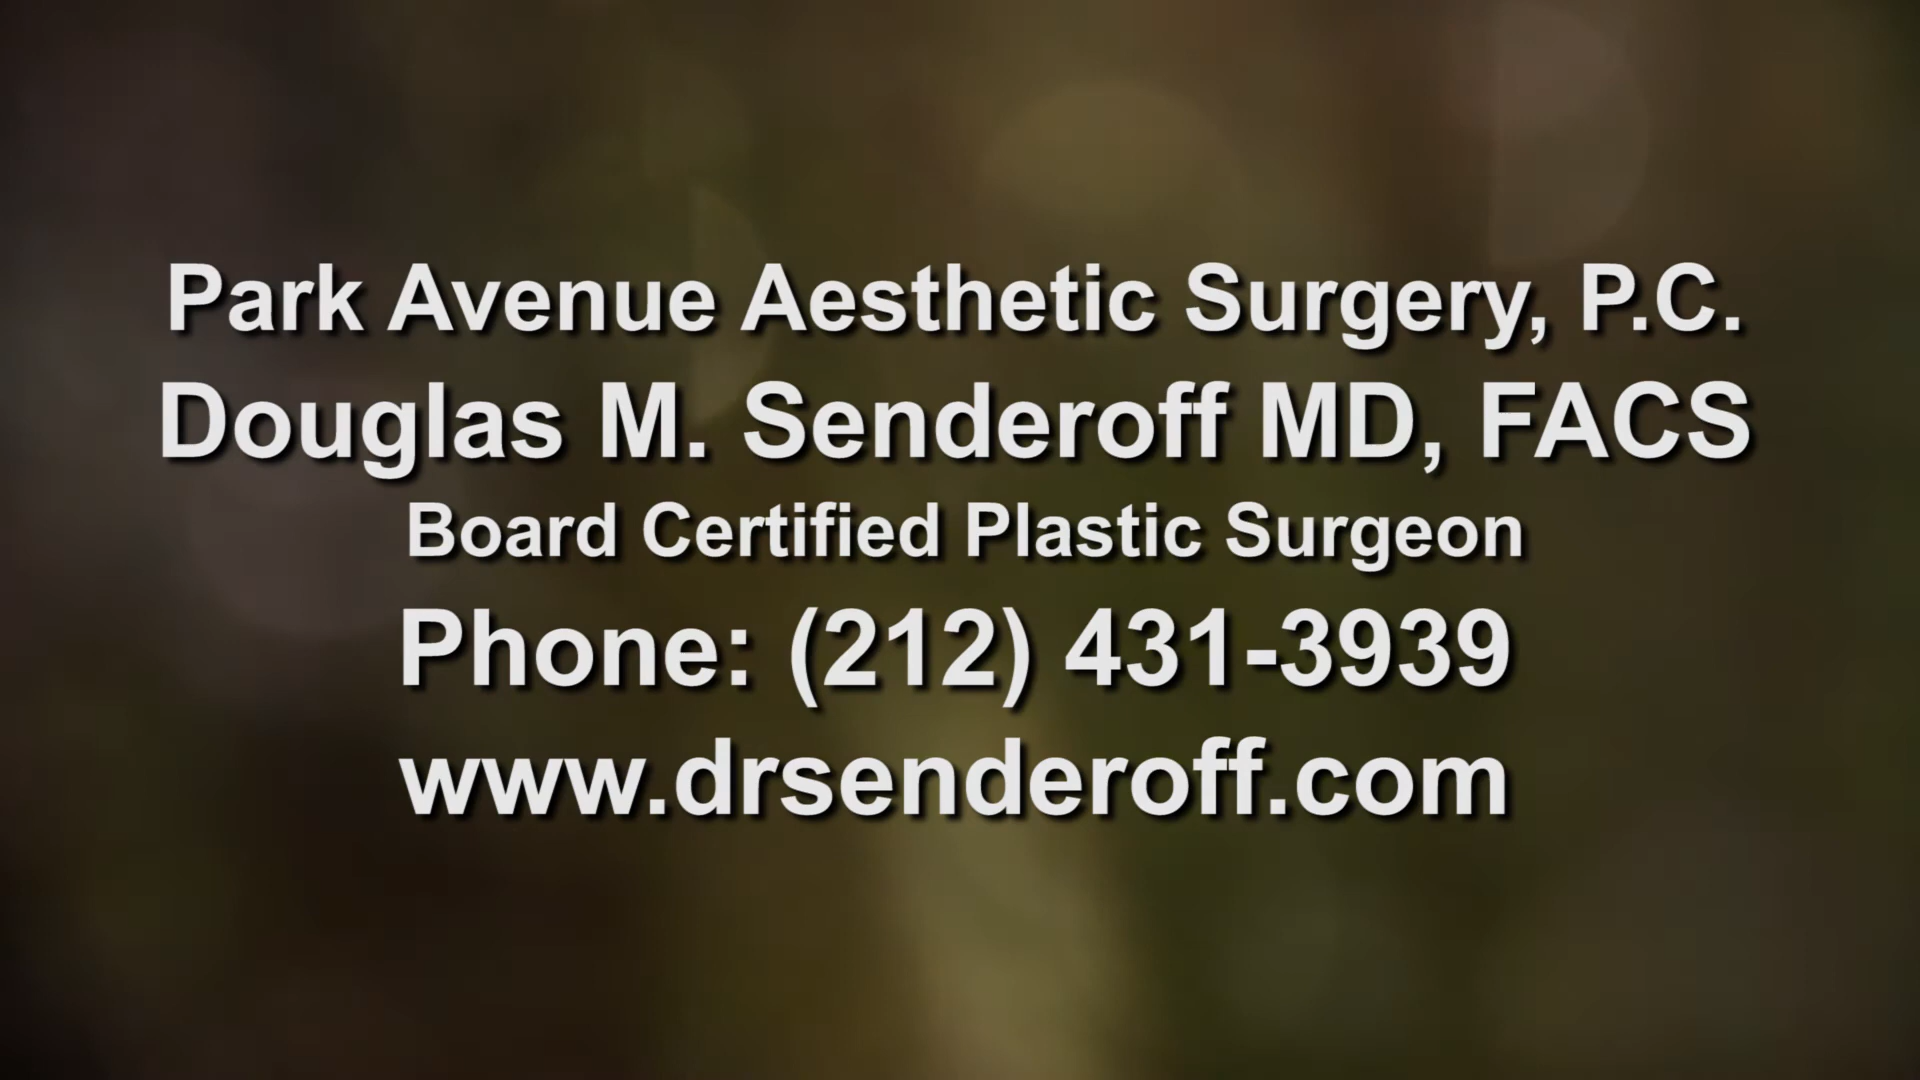 Park Avenue Aesthetic Surgery, P.C.
Douglas M. Senderoff MD, FACS
Board Certified Plastic Surgeon
Phone: (212) 431-3939
www.drsenderoff.com